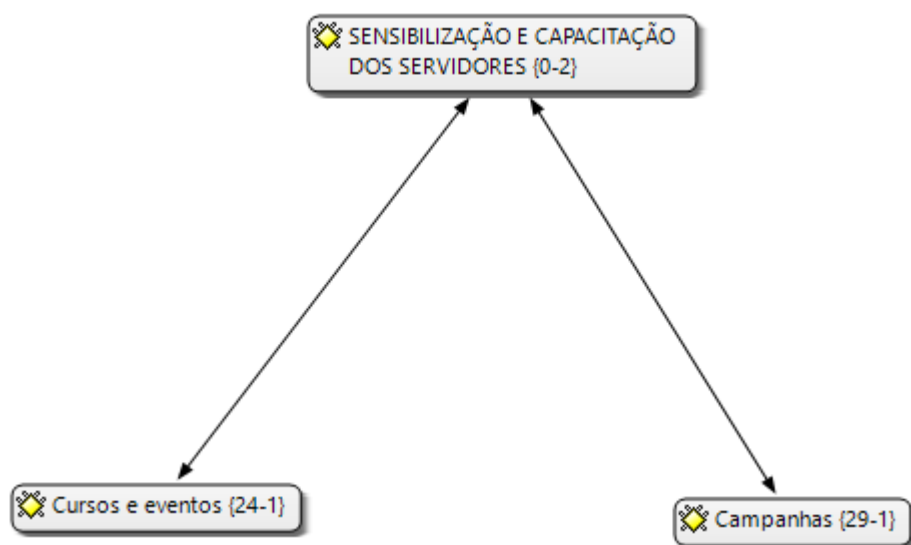 SENSIBILIZAÇÃO E CAPACITAÇÃO
DOS SERVIDORES {0-2}
Cursos e eventos {24-1}
Campanhas {29-1}